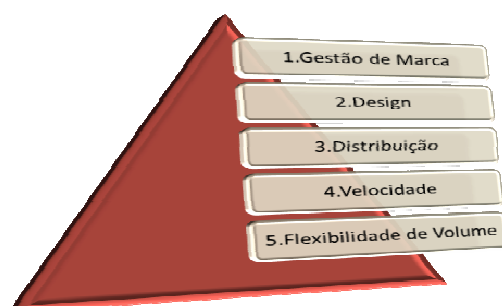 1.Gestão de Marca
2.Design
3.Distribuição
4.Velocidade
5.Flexibilidade de Volume